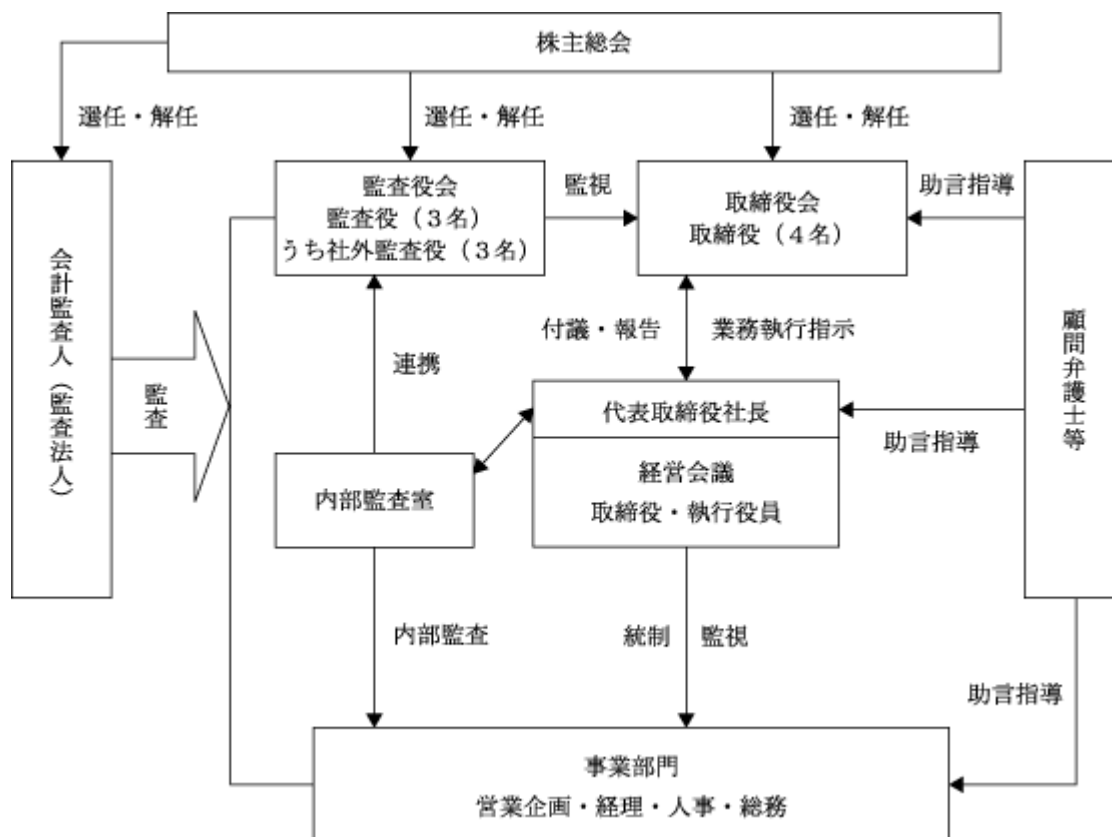 株主総会
選任・解任
選任・解任
選任・解任
監査役会
監査役（３名）
うち社外監査役（３名）
監視
取締役会
取締役（４名）
助言指導
会計監査人（監査法人）
監査
連携
付議・報告
業務執行指示
顧問弁護士等
代表取締役社長
助言指導
経営会議
取締役・執行役員
内部監査室
内部監査
統制
監視
助言指導
事業部門
営業企画・経理・人事・総務